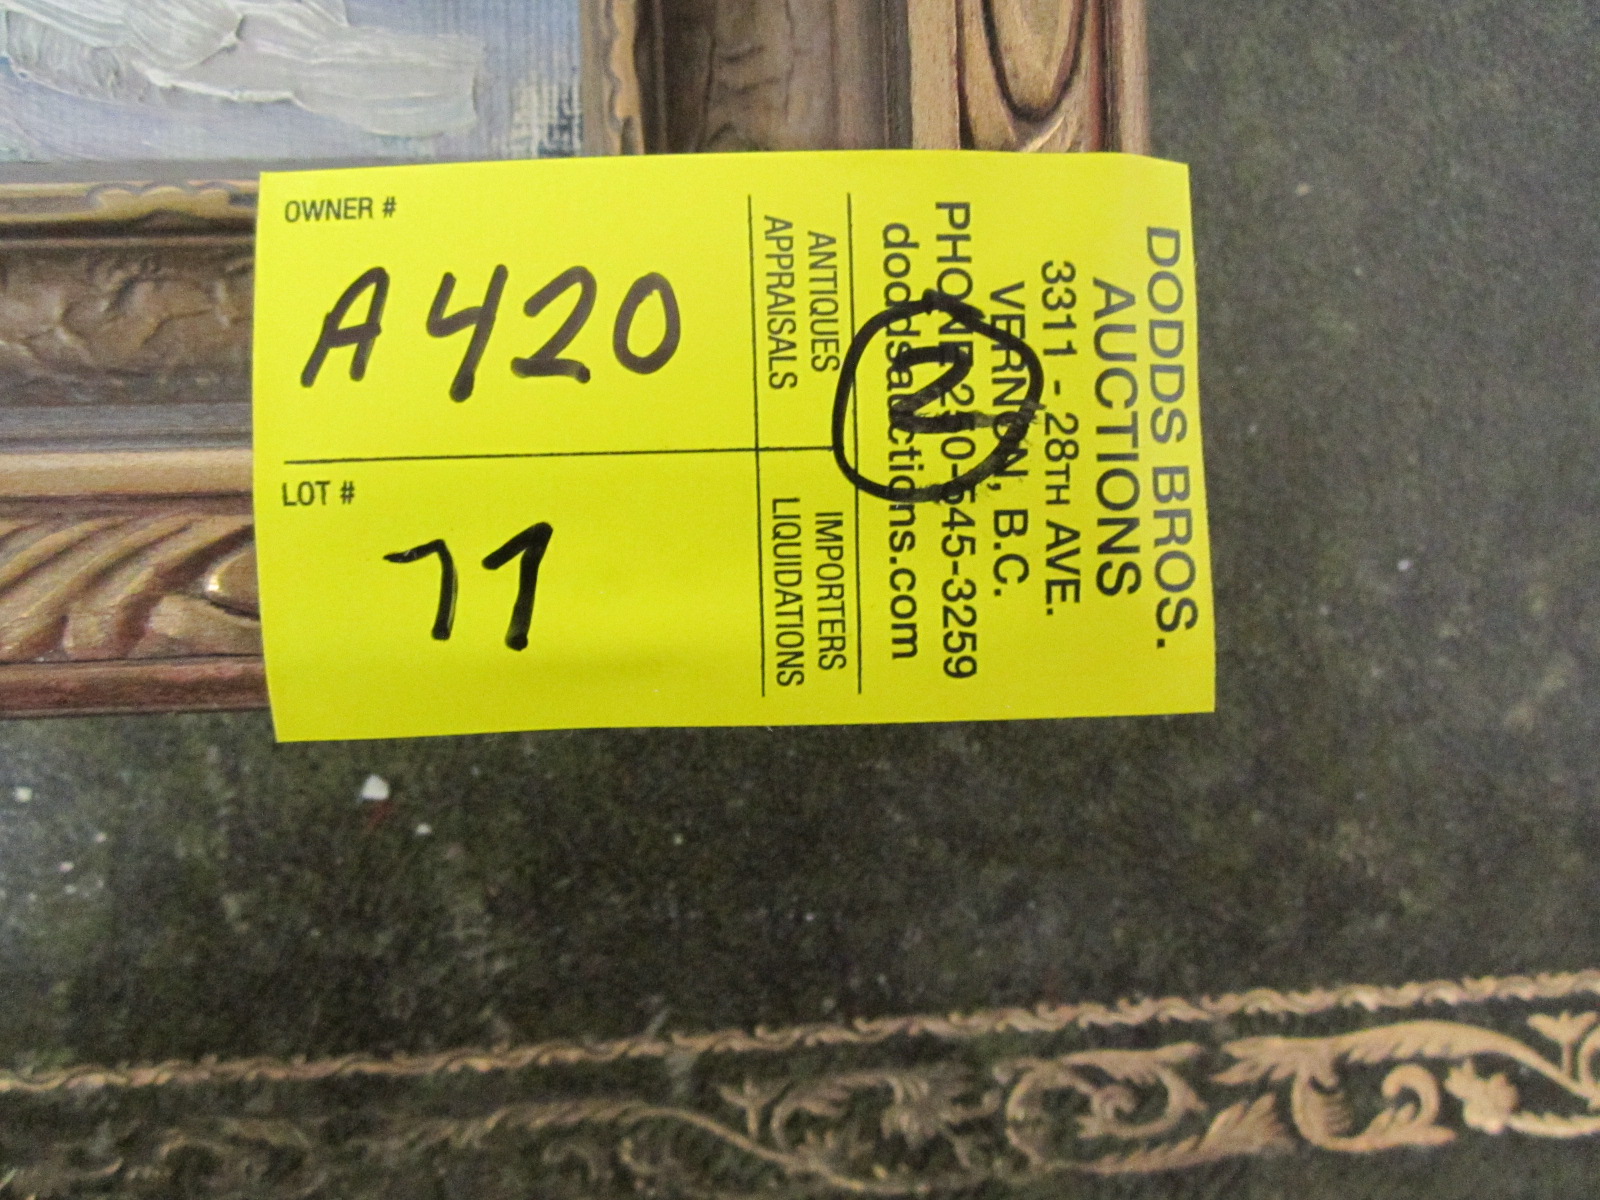 OWNER #
A420
LOT #
77
ANTIQUES
APPRAISALS
IMPORTERS
LIQUIDATIONS
DODDS BROS.
AUCTIONS
3311 - 28TH AVE.
VERNON, B.C.
PHONE 250-545-3259
doddsauctions.com
2